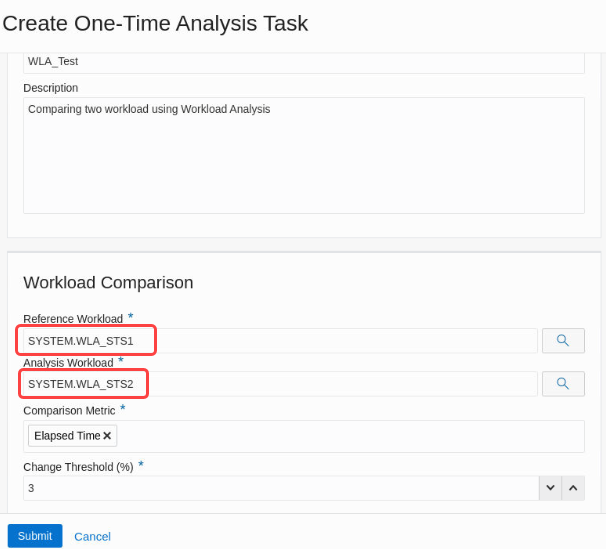 Create One-Time Analysis Task
WLA_Test
Description
Comparing two workload using Workload Analysis
Workload Comparison
Reference Workload *
SYSTEM.WLA_STS1
Analysis Workload *
SYSTEM.WLA_STS2
Comparison Metric *
Elapsed Time ×
Change Threshold (%) *
3
Submit Cancel